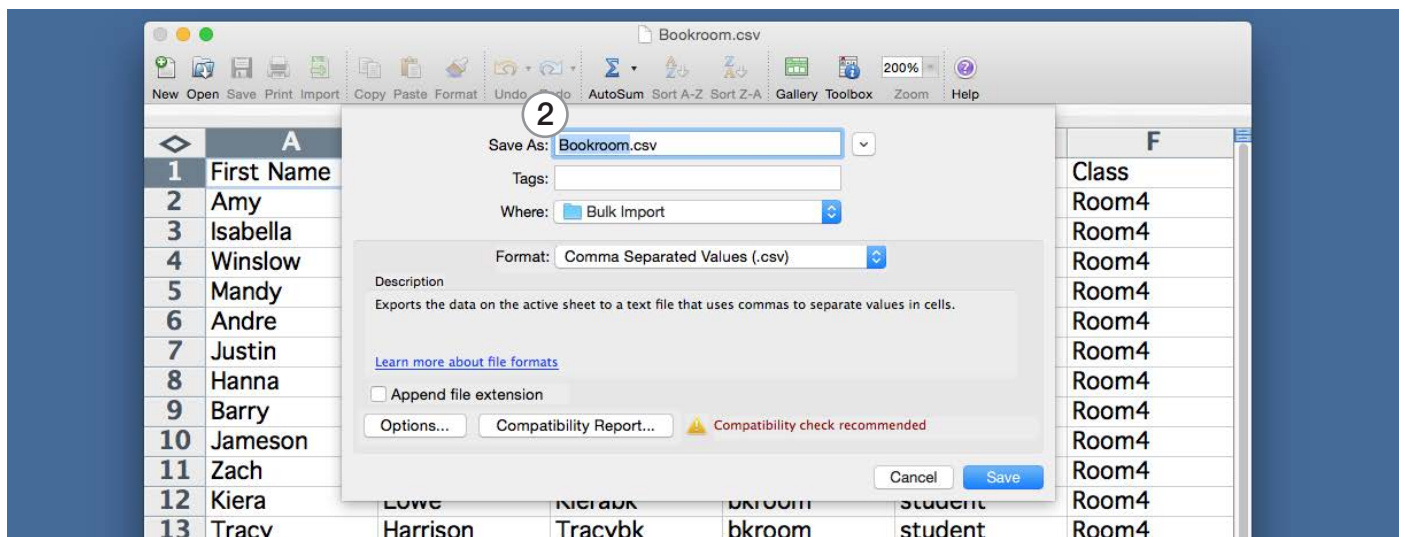 Bookroom.csv
200%
New Open Save Print Import Copy Paste Format Undo AutoSum Sort A-Z Sort Z-A Gallery Toolbox Zoom Help
2
Save As: Bookroom.csv
Tags:
Where: Bulk Import
Format: Comma Separated Values (.csv)
Description
Exports the data on the active sheet to a text file that uses commas to separate values in cells.
Learn more about file formats
Append file extension
Options... Compatibility Report... Compatibility check recommended
Cancel Save
A F
1 First Name Class
2 Amy Room4
3 Isabella Room4
4 Winslow Room4
5 Mandy Room4
6 Andre Room4
7 Justin Room4
8 Hanna Room4
9 Barry Room4
10 Jameson Room4
11 Zach Room4
12 Kiera Lowe Kierabk bkroom student Room4
13 Tracy Harrison Tracybk bkroom student Room4